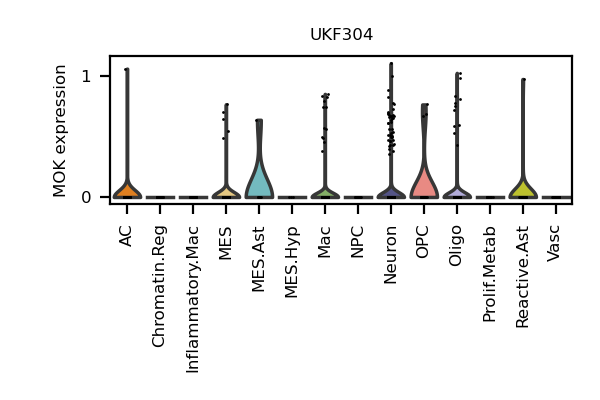 UKF304
MOK expression
1
0
AC
Chromatin.Reg
Inflammatory.Mac
MES
MES.Ast
MES.Hyp
Mac
NPC
Neuron
OPC
Oligo
Prolif.Metab
Reactive.Ast
Vasc